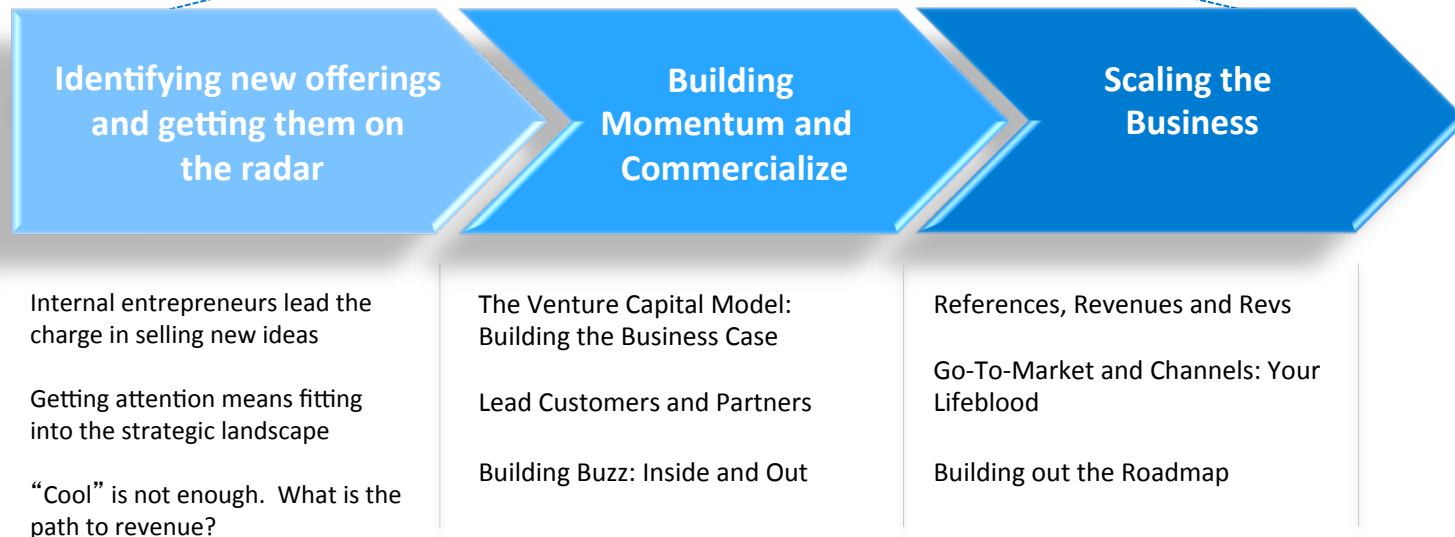 Identifying new offerings
and getting them on
the radar
Building
Momentum and
Commercialize
Scaling the
Business
Internal entrepreneurs lead the
charge in selling new ideas
Getting attention means fitting
into the strategic landscape
“Cool” is not enough.  What is the
path to revenue?
The Venture Capital Model:
Building the Business Case
Lead Customers and Partners
Building Buzz: Inside and Out
References, Revenues and Revs
Go-To-Market and Channels: Your
Lifeblood
Building out the Roadmap